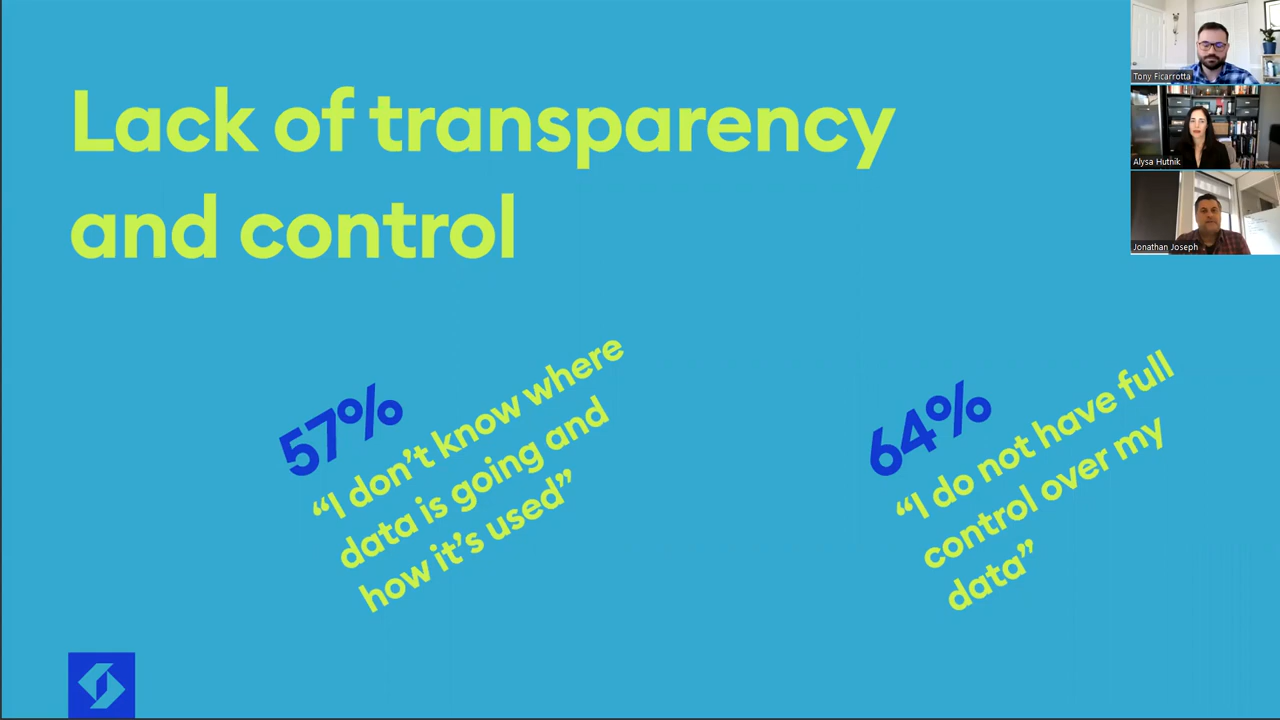 Lack of transparency
and control
57%
“I don’t know where
data is going and
how it’s used”
64%
“I do not have full
control over my
data”
Tony Ficarrotta
Alysa Hutnik
Jonathan Joseph